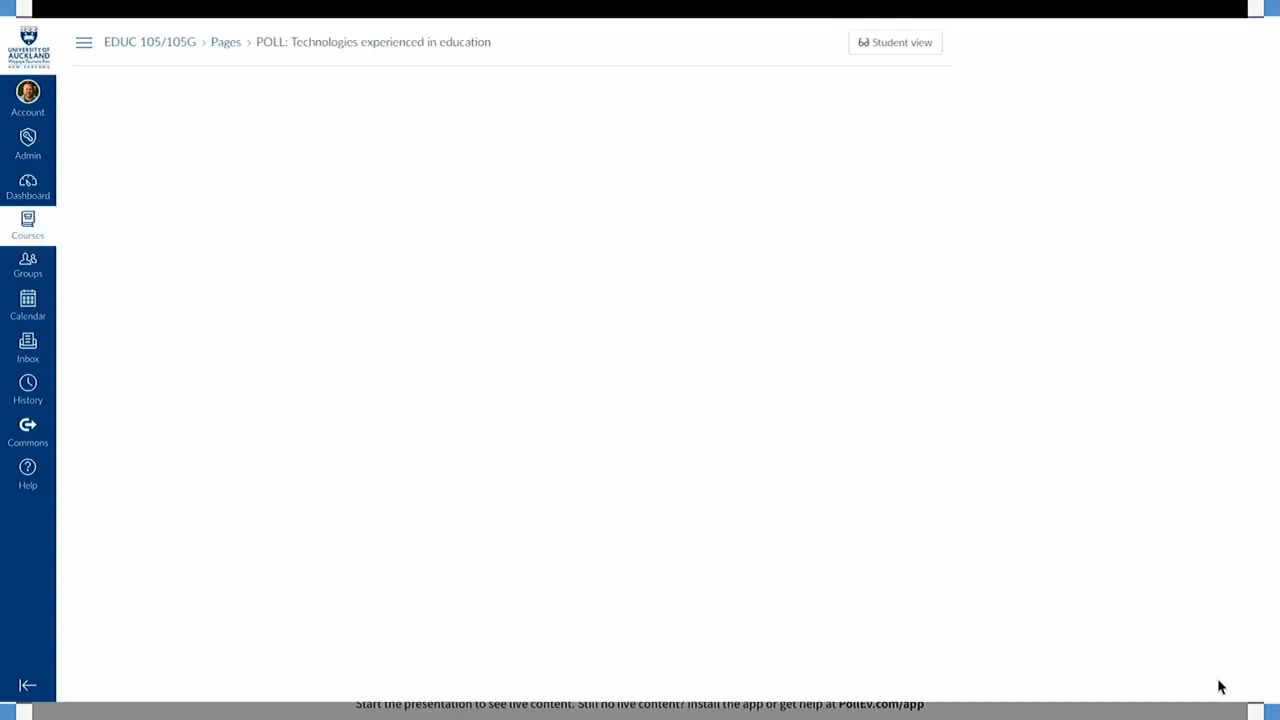 UNIVERSITY OF
AUCKLAND
EDUC 105/105G › Pages › POLL: Technologies experienced in education
Student view
Account
Admin
Dashboard
Courses
Groups
Calendar
Inbox
History
Commons
Help
Start the presentation to see live content. Still no live content? Install the app or get help at PollEv.com/app